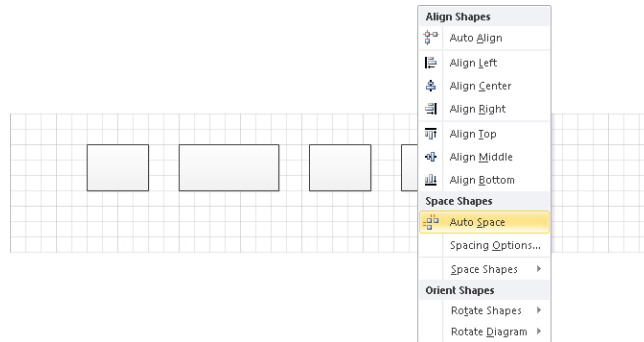 Align Shapes
Auto Align
Align Left
Align Center
Align Right
Align Top
Align Middle
Align Bottom
Space Shapes
Auto Space
Spacing Options...
Space Shapes
Orient Shapes
Rotate Shapes
Rotate Diagram